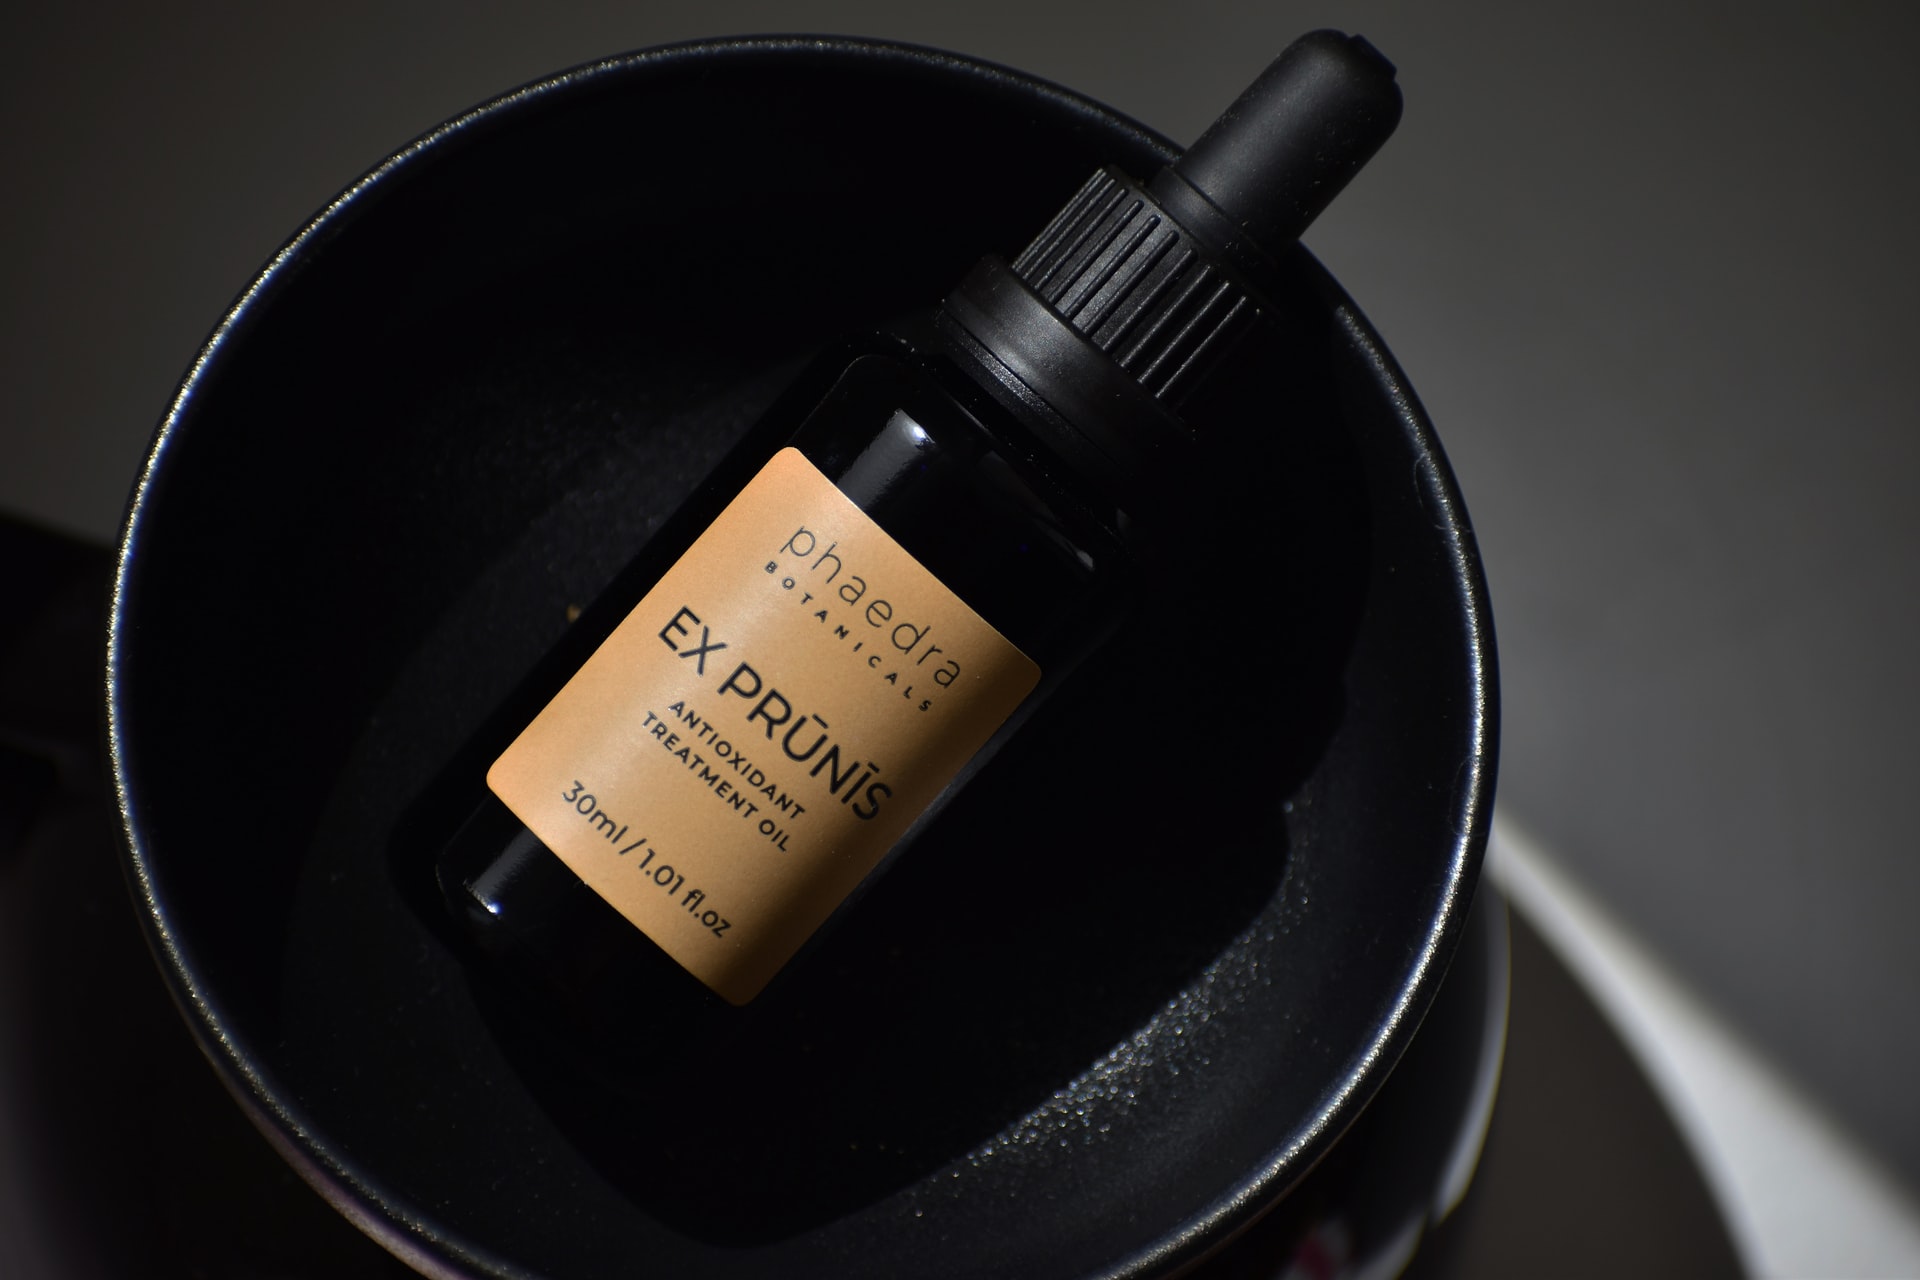 phaedra
BOTANICALS
EX PRŪNĪS
ANTIOXIDANT
TREATMENT OIL
30ml / 1.01 fl.oz